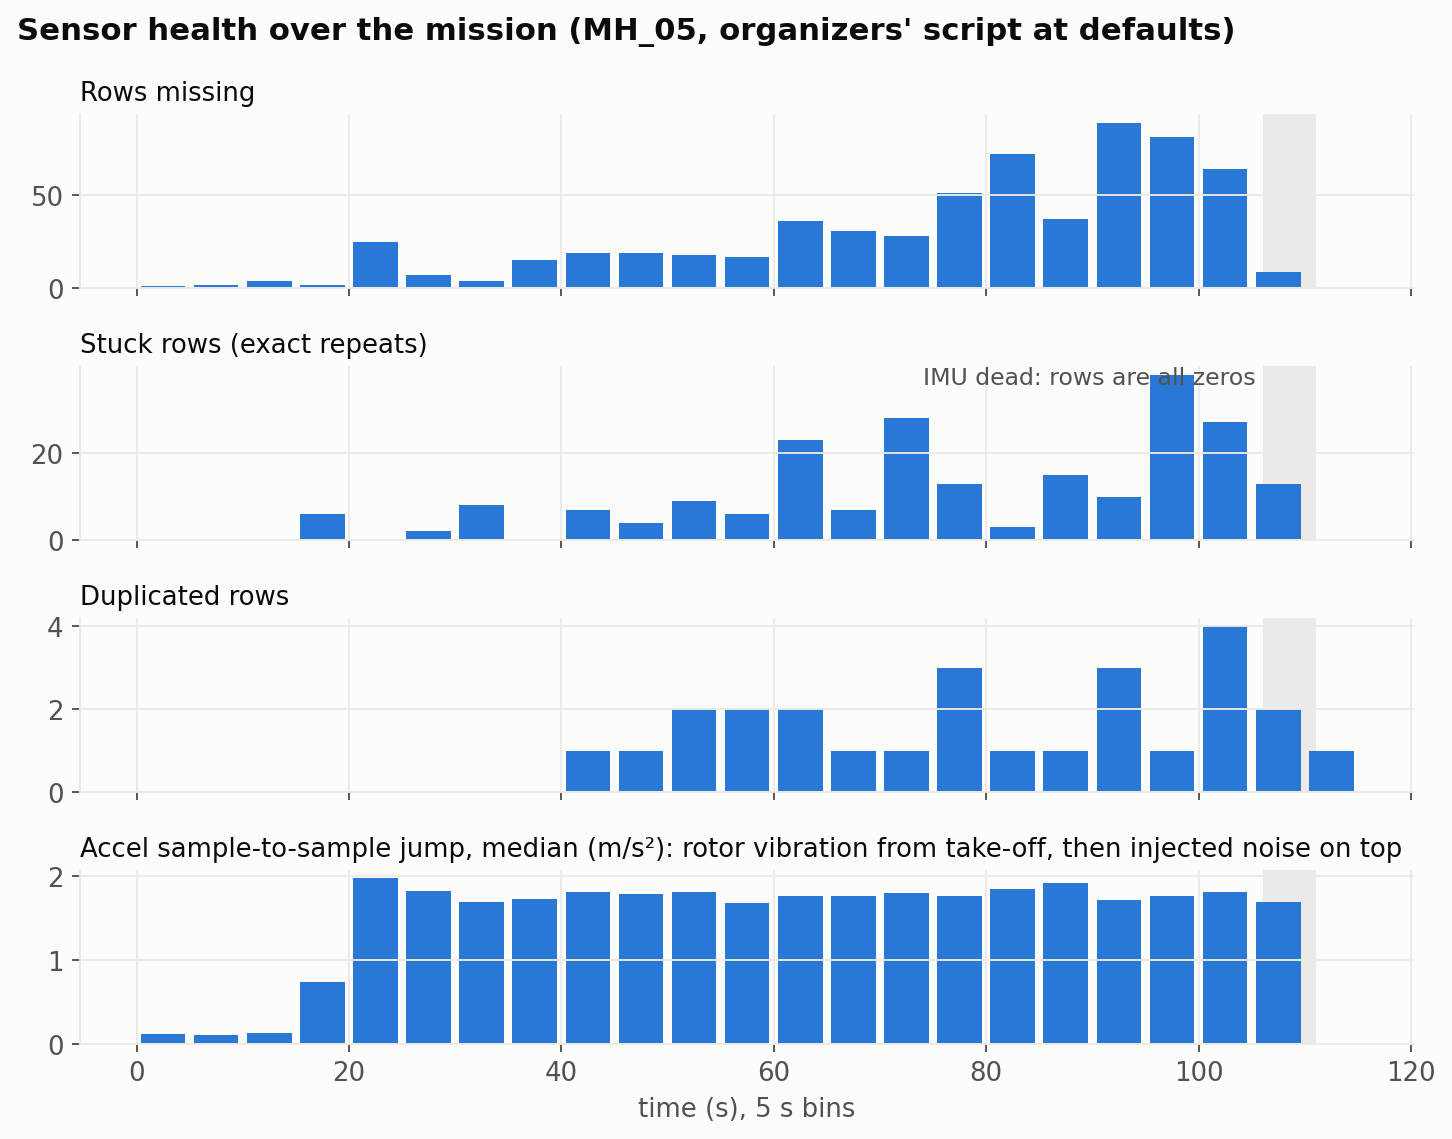 Sensor health over the mission (MH_05, organizers' script at defaults)
Rows missing
50
0
Stuck rows (exact repeats)
IMU dead: rows are all zeros
20
0
Duplicated rows
4
2
0
Accel sample-to-sample jump, median (m/s²): rotor vibration from take-off, then injected noise on top
2
1
0
0 20 40 60 80 100 120
time (s), 5 s bins